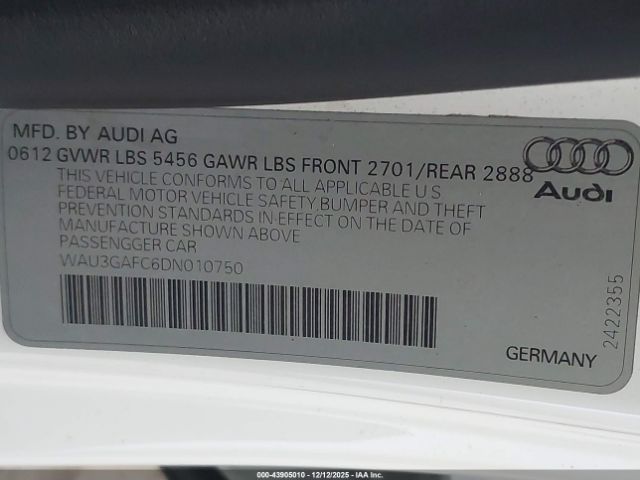 MFD. BY AUDI AG
0612 GVWR LBS 5456 GAWR LBS FRONT 2701/REAR 2888
THIS VEHICLE CONFORMS TO ALL APPLICABLE U S
FEDERAL MOTOR VEHICLE SAFETY,BUMPER AND THEFT
PREVENTION STANDARDS IN EFFECT ON THE DATE OF
MANUFACTURE SHOWN ABOVE
PASSENGGER CAR
WAU3GAFC6DN010750
Audi
GERMANY
2422355
000-43905010 - 12/12/2025 - IAA Inc.